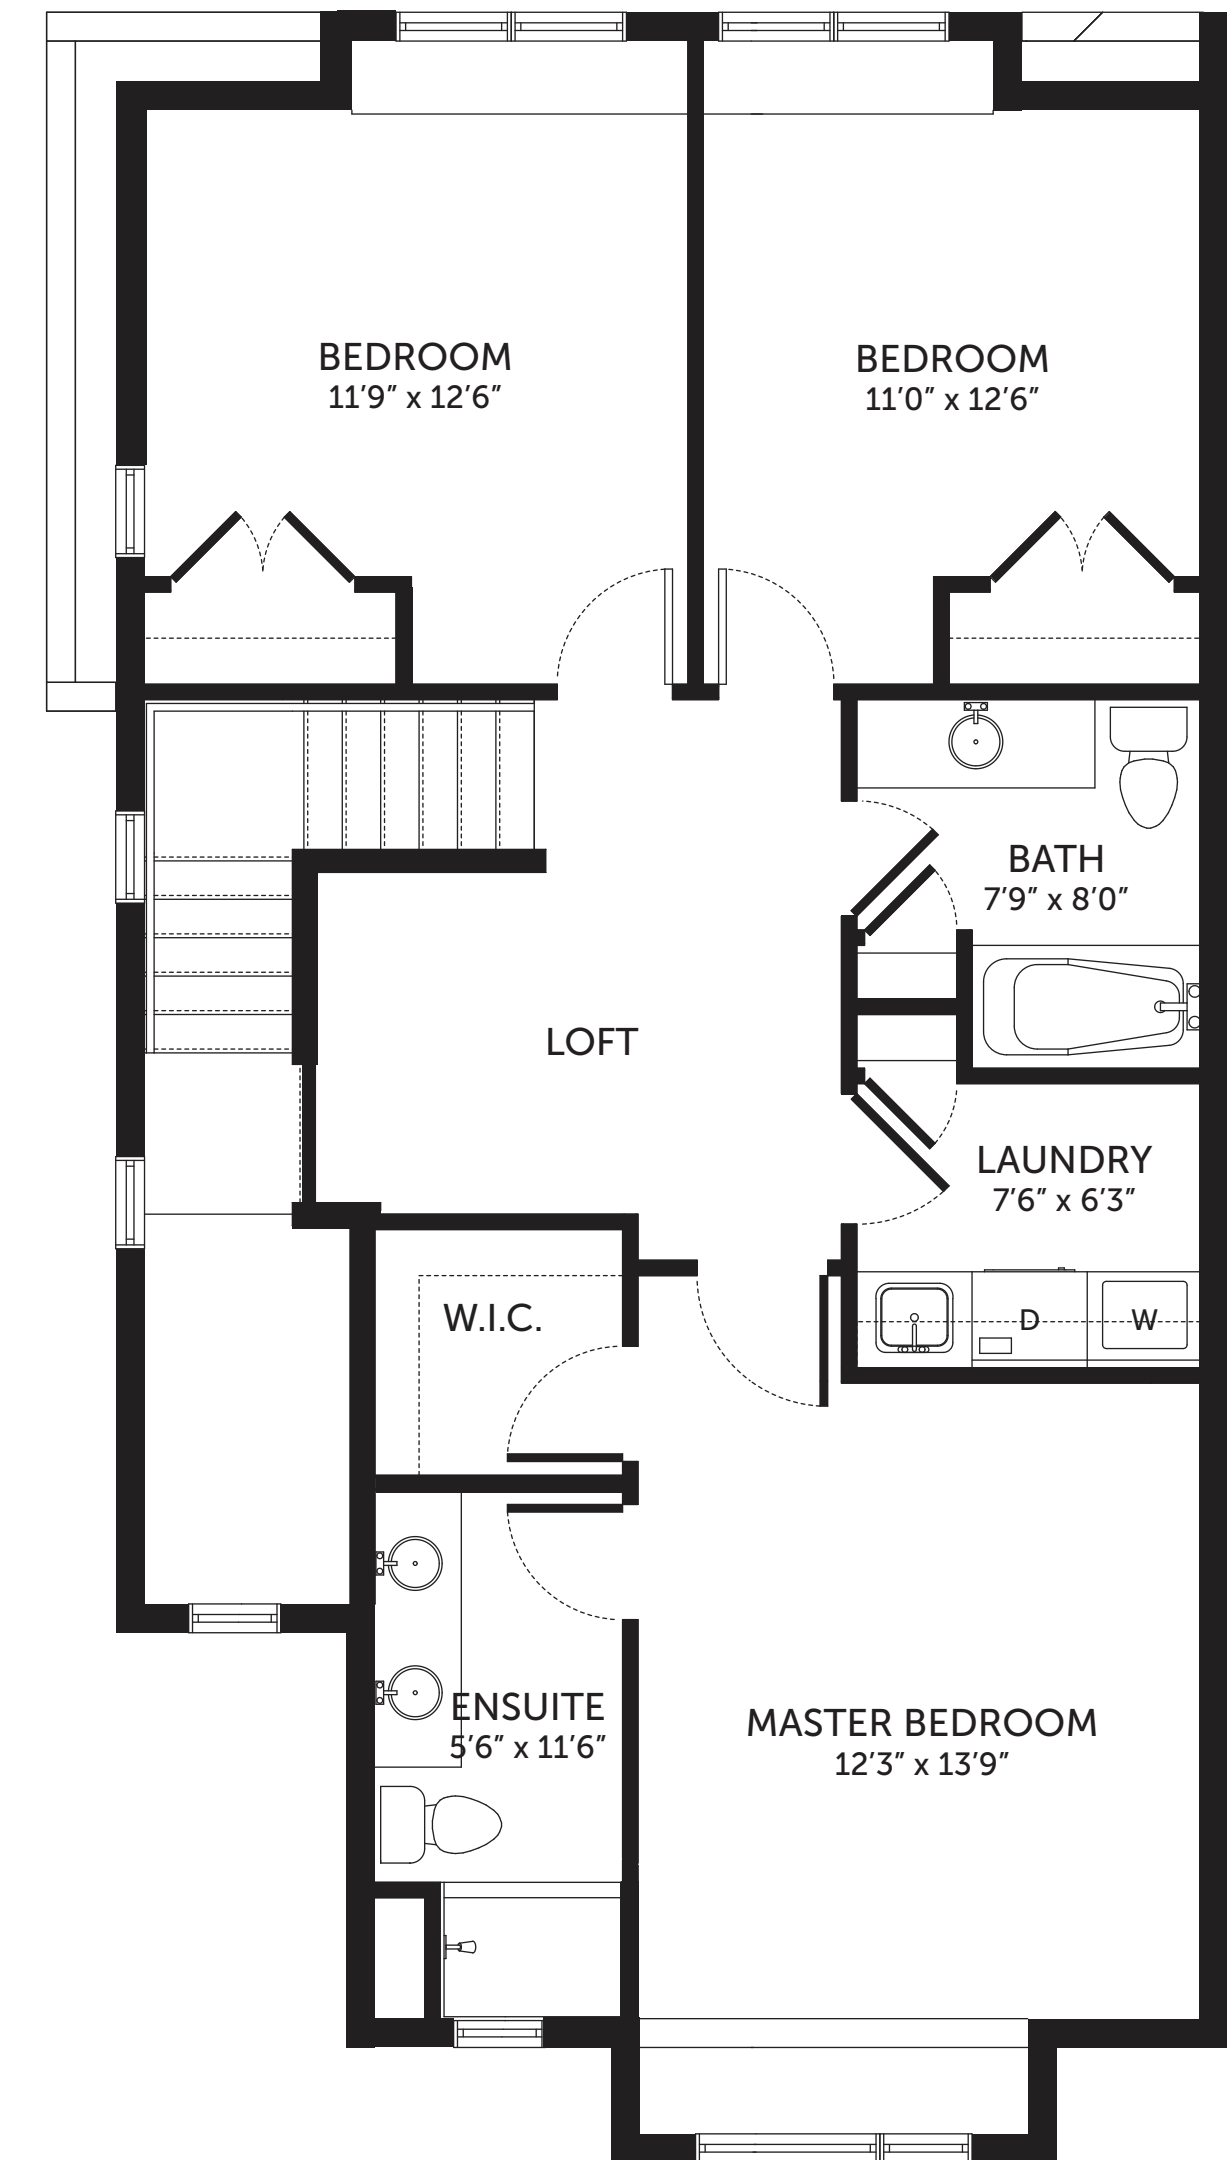 BEDROOM
11’9” x 12’6”
BEDROOM
11’0” x 12’6”
BATH
7’9” x 8’0”
LOFT
LAUNDRY
7’6” x 6’3”
W.I.C.
D
W
ENSUITE
5’6” x 11’6”
MASTER BEDROOM
12’3” x 13’9”